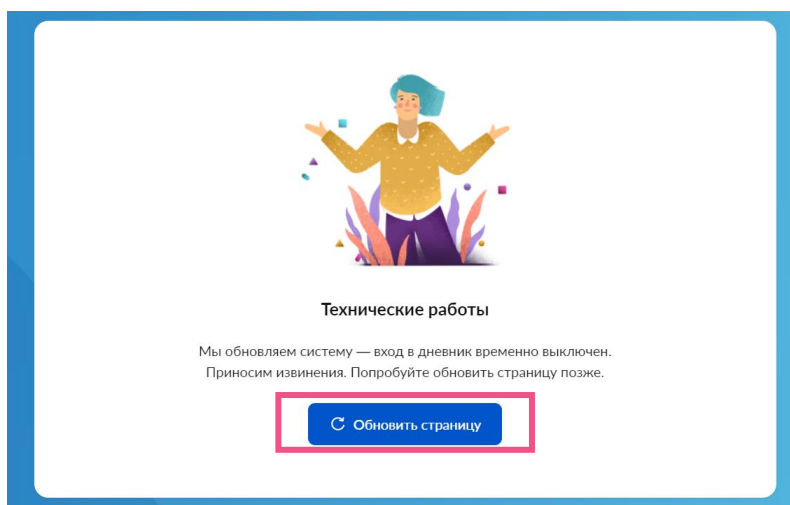 Технические работы
Мы обновляем систему — вход в дневник временно выключен.
Приносим извинения. Попробуйте обновить страницу позже.
Обновить страницу